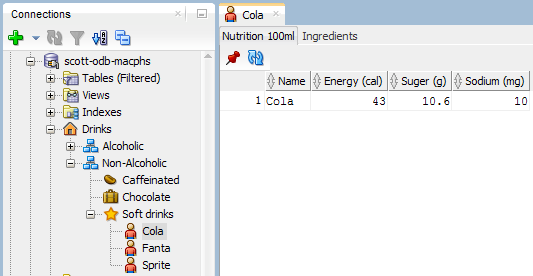 Connections
scott-odb-macphs
Tables (Filtered)
Views
Indexes
Drinks
Alcoholic
Non-Alcoholic
Caffeinated
Chocolate
Soft drinks
Cola
Fanta
Sprite
Cola
Nutrition 100ml Ingredients
Name Energy (cal) Suger (g) Sodium (mg)
1 Cola 43 10.6 10